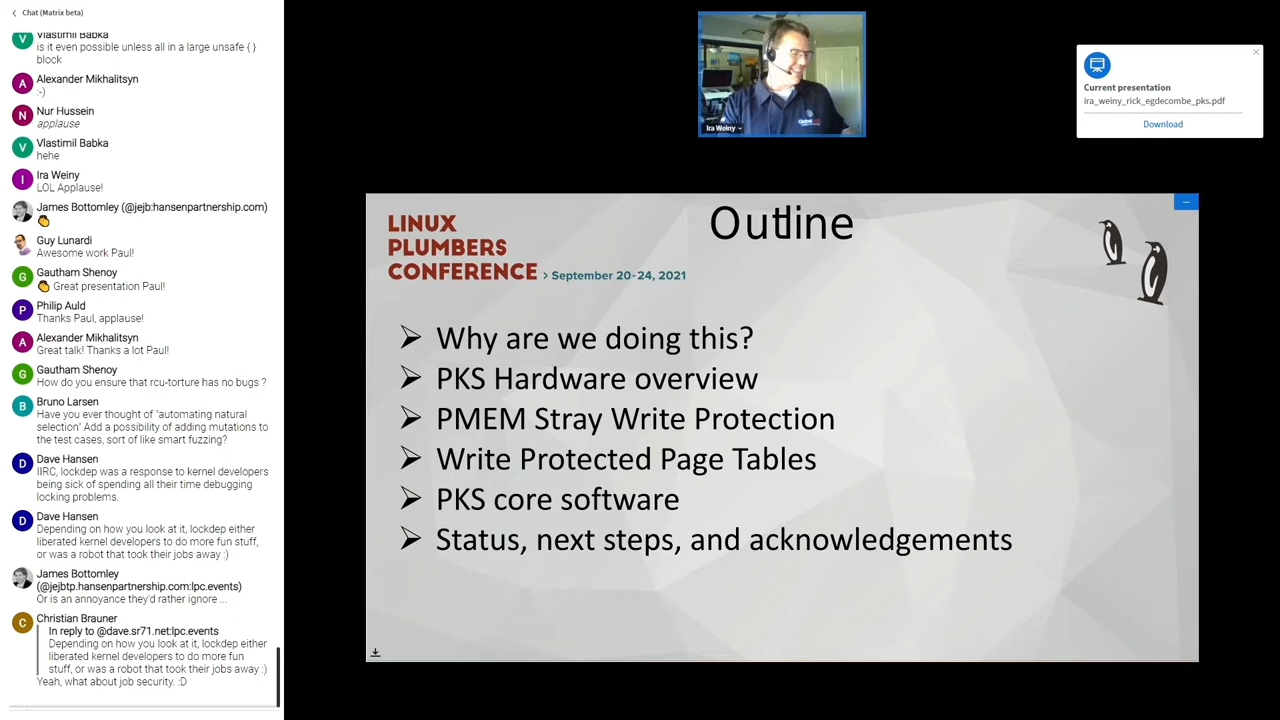 Chat (Matrix beta)
Vlastimil Babka
is it even possible unless all in a large unsafe { }
block
A
Alexander Mikhalitsyn
:-)
N
Nur Hussein
applause
V
Vlastimil Babka
hehe
I
Ira Weiny
LOL Applause!
James Bottomley (@jejb:hansenpartnership.com)
👏
Guy Lunardi
Awesome work Paul!
G
Gautham Shenoy
👏 Great presentation Paul!
P
Philip Auld
Thanks Paul, applause!
A
Alexander Mikhalitsyn
Great talk! Thanks a lot Paul!
G
Gautham Shenoy
How do you ensure that rcu-torture has no bugs ?
B
Bruno Larsen
Have you ever thought of "automating natural
selection" Add a possibility of adding mutations to
the test cases, sort of like smart fuzzing?
D
Dave Hansen
IIRC, lockdep was a response to kernel developers
being sick of spending all their time debugging
locking problems.
D
Dave Hansen
Depending on how you look at it, lockdep either
liberated kernel developers to do more fun stuff,
or was a robot that took their jobs away :)
James Bottomley
(@jejbtp.hansenpartnership.com:lpc.events)
Or is an annoyance they'd rather ignore ...
C
Christian Brauner
In reply to @dave.sr71.net:lpc.events
Depending on how you look at it, lockdep either
liberated kernel developers to do more fun
stuff, or was a robot that took their jobs away :)
Yeah, what about job security. :D
Ira Weiny
Current presentation
ira_weiny_rick_egdecombe_pks.pdf
Download
LINUX
PLUMBERS
CONFERENCE > September 20-24, 2021
Outline
Why are we doing this?
PKS Hardware overview
PMEM Stray Write Protection
Write Protected Page Tables
PKS core software
Status, next steps, and acknowledgements